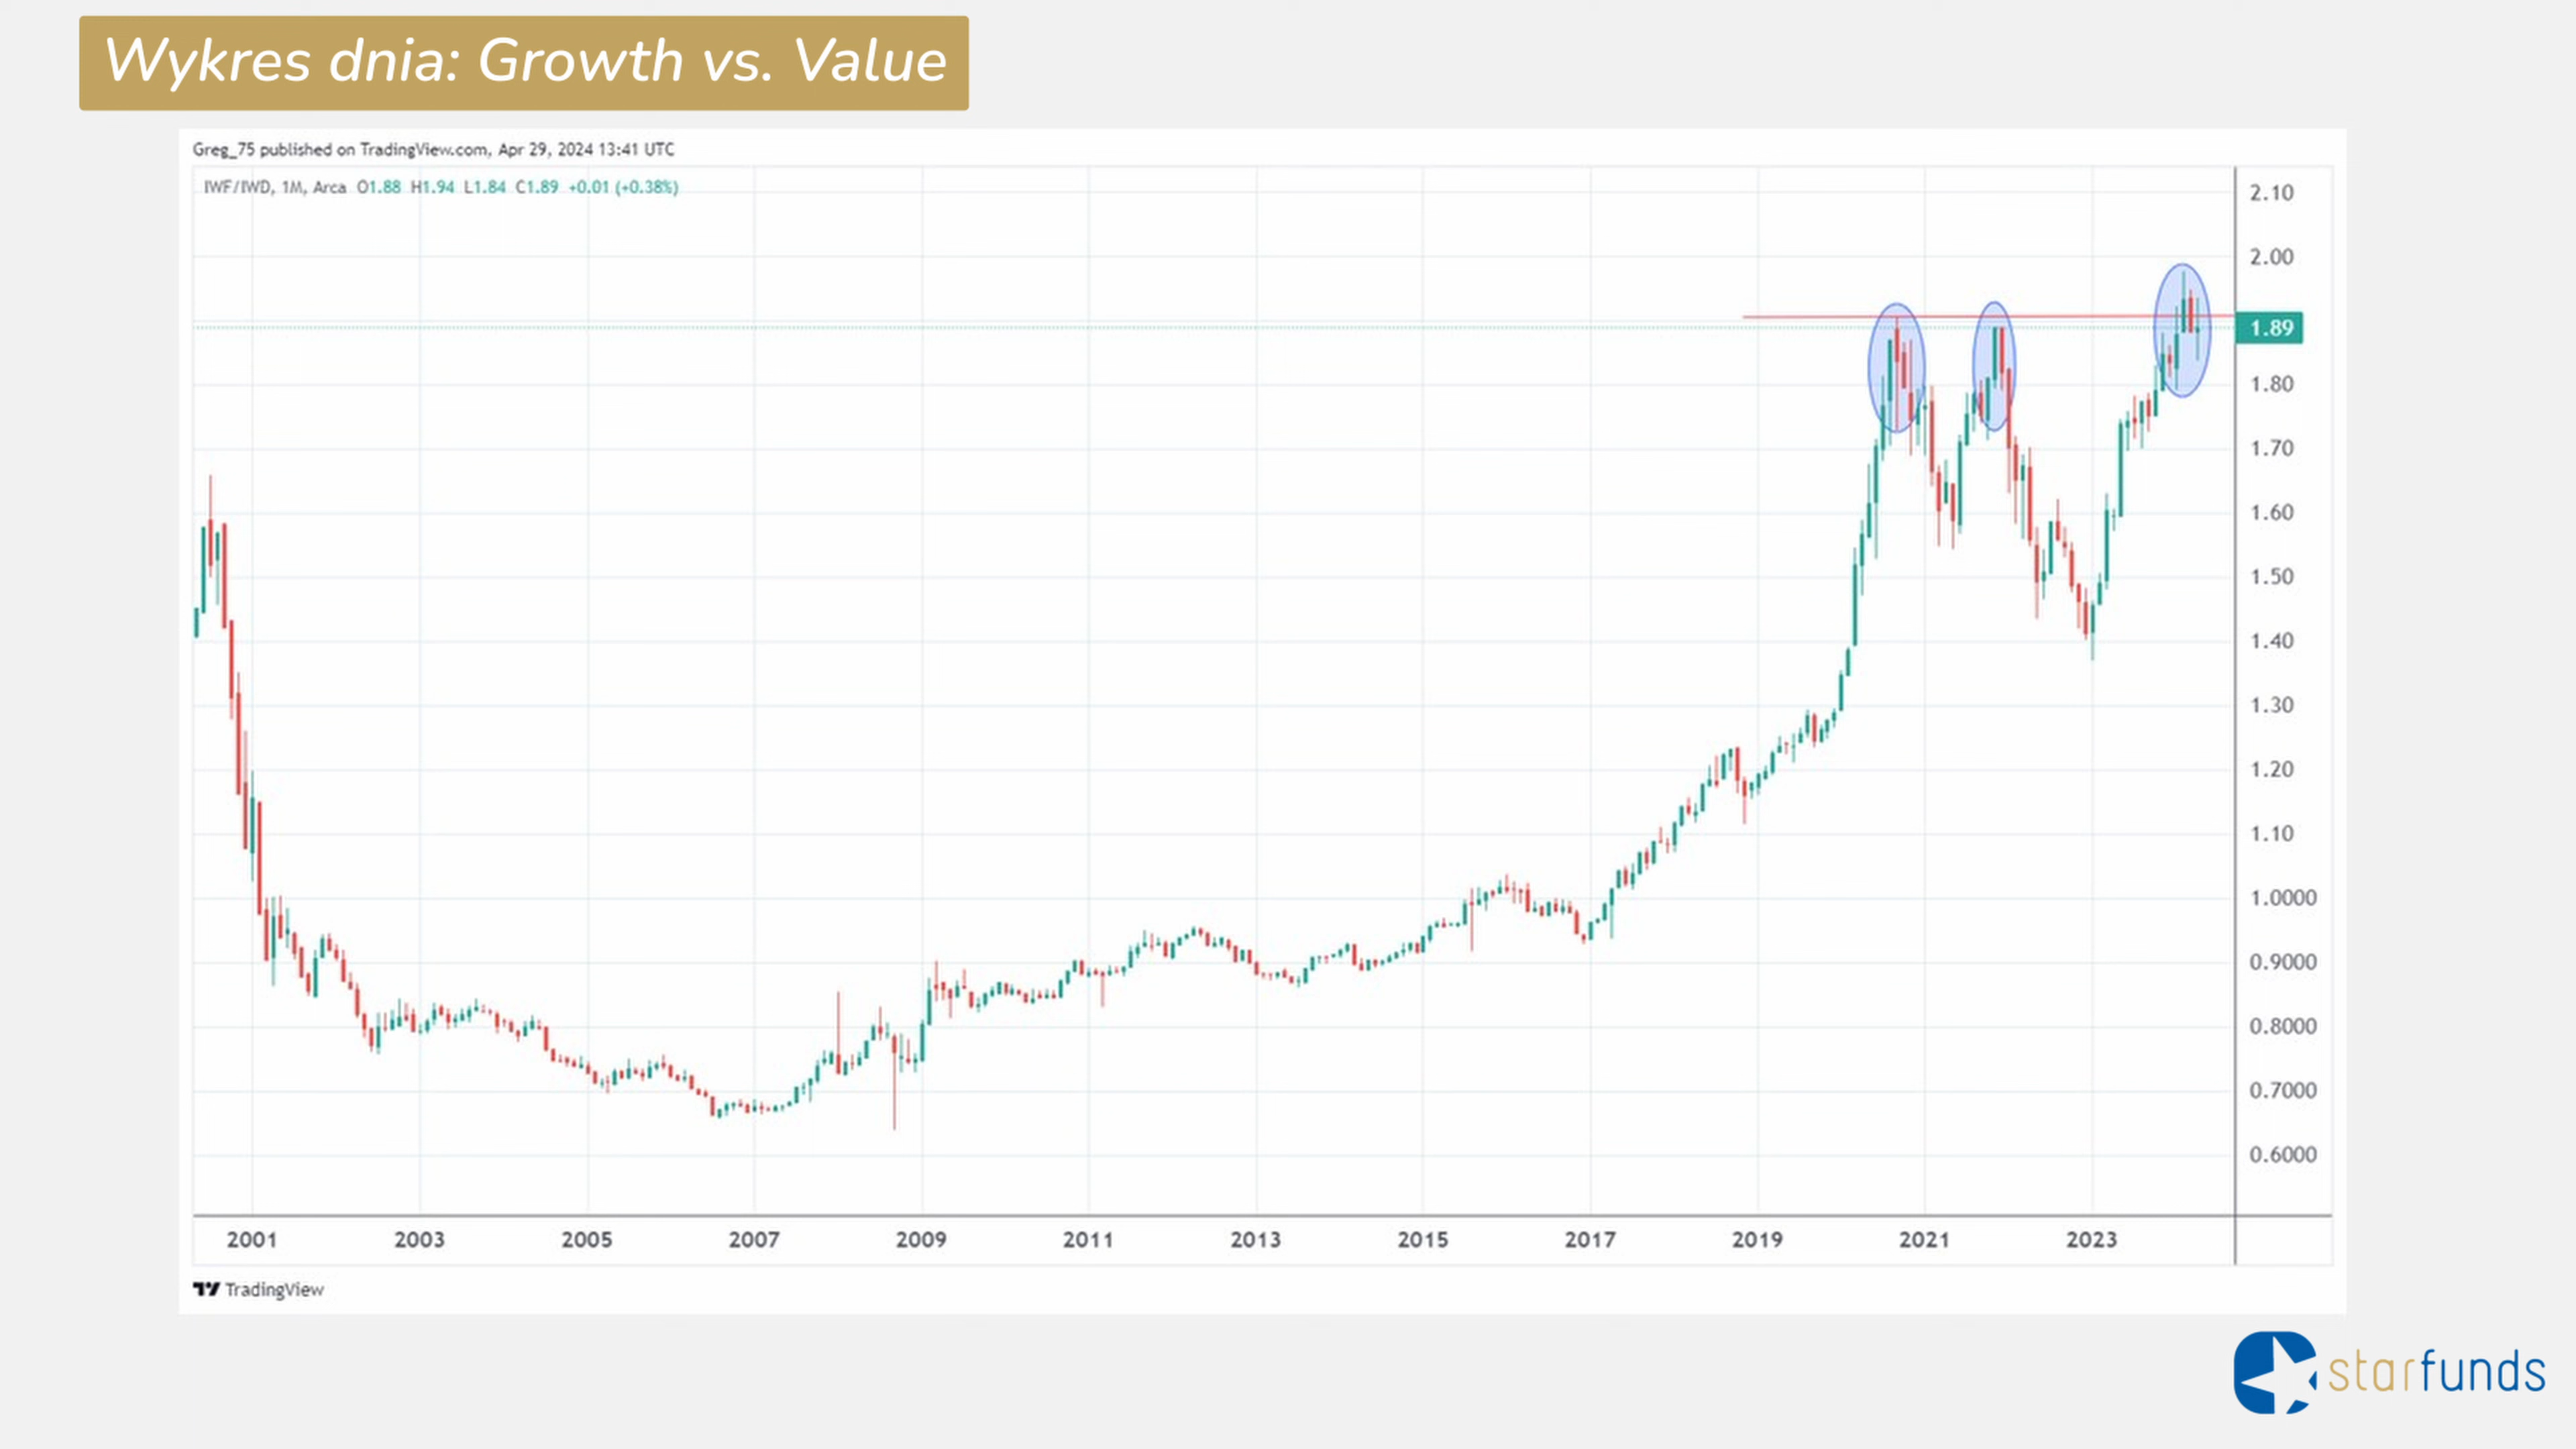 Wykres dnia: Growth vs. Value
Greg_75 published on TradingView.com, Apr 29, 2024 13:41 UTC
IWF/IWD, 1M, Arca O1.88 H1.94 L1.84 C1.89 +0.01 (+0.38%)
2.10
2.00
1.89
1.80
1.70
1.60
1.50
1.40
1.30
1.20
1.10
1.0000
0.9000
0.8000
0.7000
0.6000
2001 2003 2005 2007 2009 2011 2013 2015 2017 2019 2021 2023
TradingView
starfunds